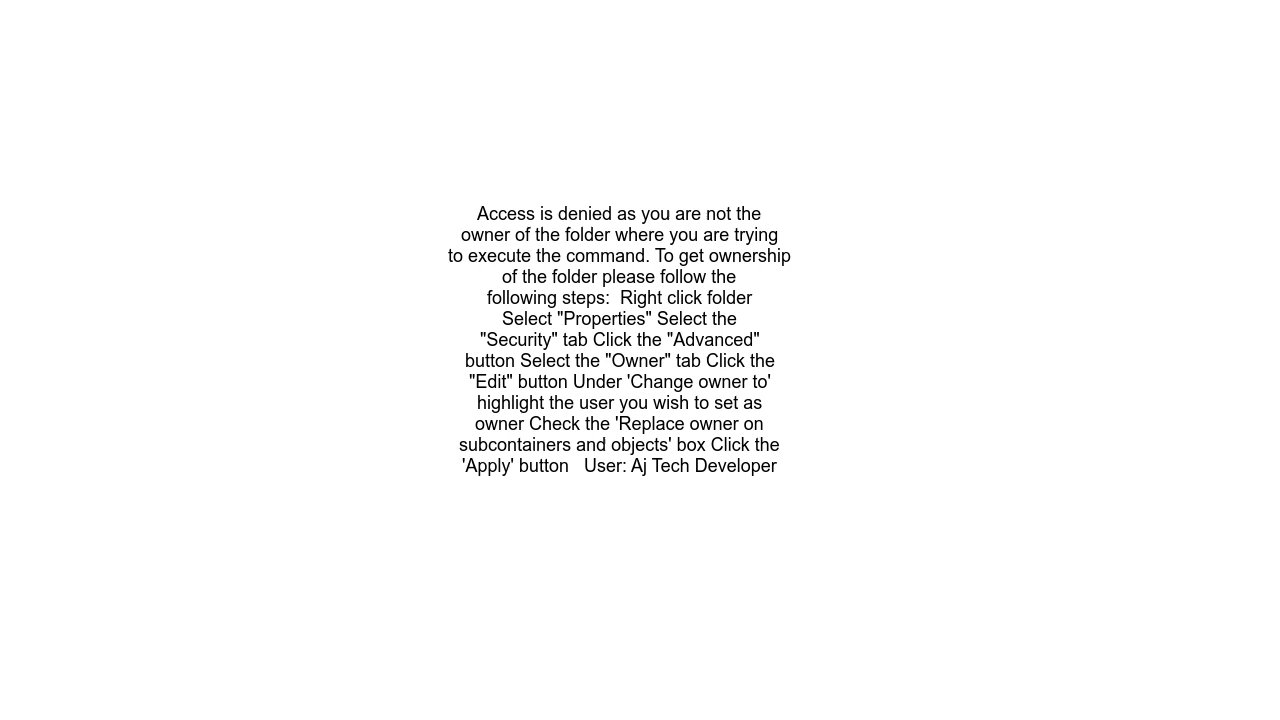 Access is denied as you are not the
owner of the folder where you are trying
to execute the command. To get ownership
of the folder please follow the
following steps:  Right click folder
Select "Properties" Select the
"Security" tab Click the "Advanced"
button Select the "Owner" tab Click the
"Edit" button Under 'Change owner to'
highlight the user you wish to set as
owner Check the 'Replace owner on
subcontainers and objects' box Click the
'Apply' button   User: Aj Tech Developer